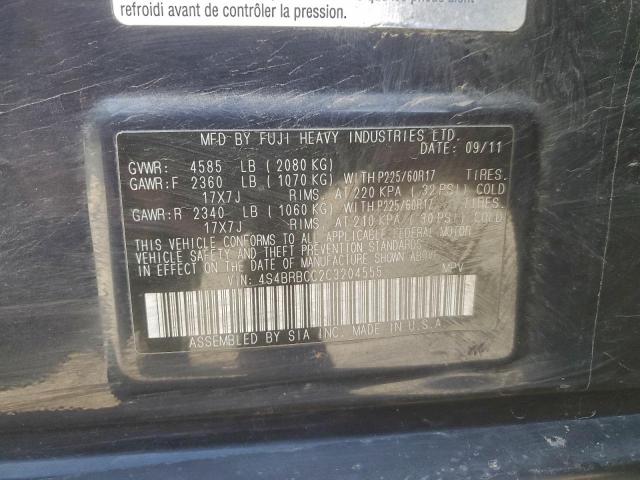 refroidi avant de contrôler la pression.
MFD BY FUJI HEAVY INDUSTRIES LTD.
DATE: 09/11
GVWR: 4585 LB (2080 KG)
GAWR:F 2360 LB (1070 KG) WITH P225/60R17 TIRES.
17X7J RIMS. AT 220 KPA (32 PSI) COLD
GAWR:R 2340 LB (1060 KG) WITH P225/60R17 TIRES.
17X7J RIMS. AT 210 KPA (30 PSI) COLD
THIS VEHICLE CONFORMS TO ALL APPLICABLE FEDERAL MOTOR
VEHICLE SAFETY AND THEFT PREVENTION STANDARDS
IN EFFECT ON THE DATE OF MANUFACTURE SHOWN ABOVE.
VIN: 4S4BRBCC2C3204555 MPV
ASSEMBLED BY SIA INC. MADE IN U.S.A